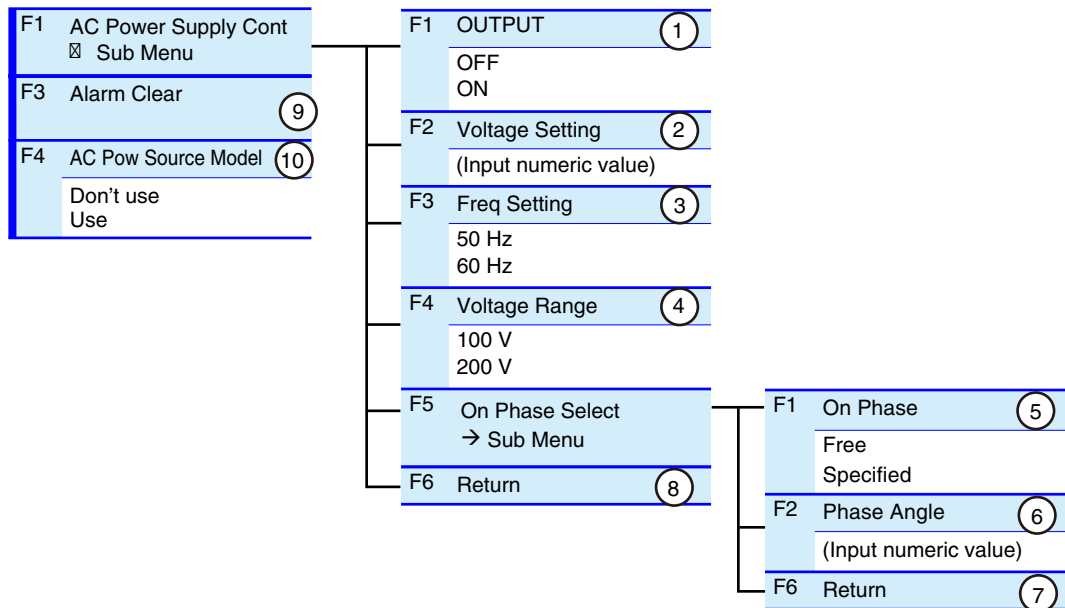 F1 AC Power Supply Cont
Sub Menu
F3 Alarm Clear 9
F4 AC Pow Source Model 10
Don't use
Use
F1 OUTPUT 1
OFF
ON
F2 Voltage Setting 2
(Input numeric value)
F3 Freq Setting 3
50 Hz
60 Hz
F4 Voltage Range 4
100 V
200 V
F5 On Phase Select
→ Sub Menu
F6 Return 8
F1 On Phase 5
Free
Specified
F2 Phase Angle 6
(Input numeric value)
F6 Return 7